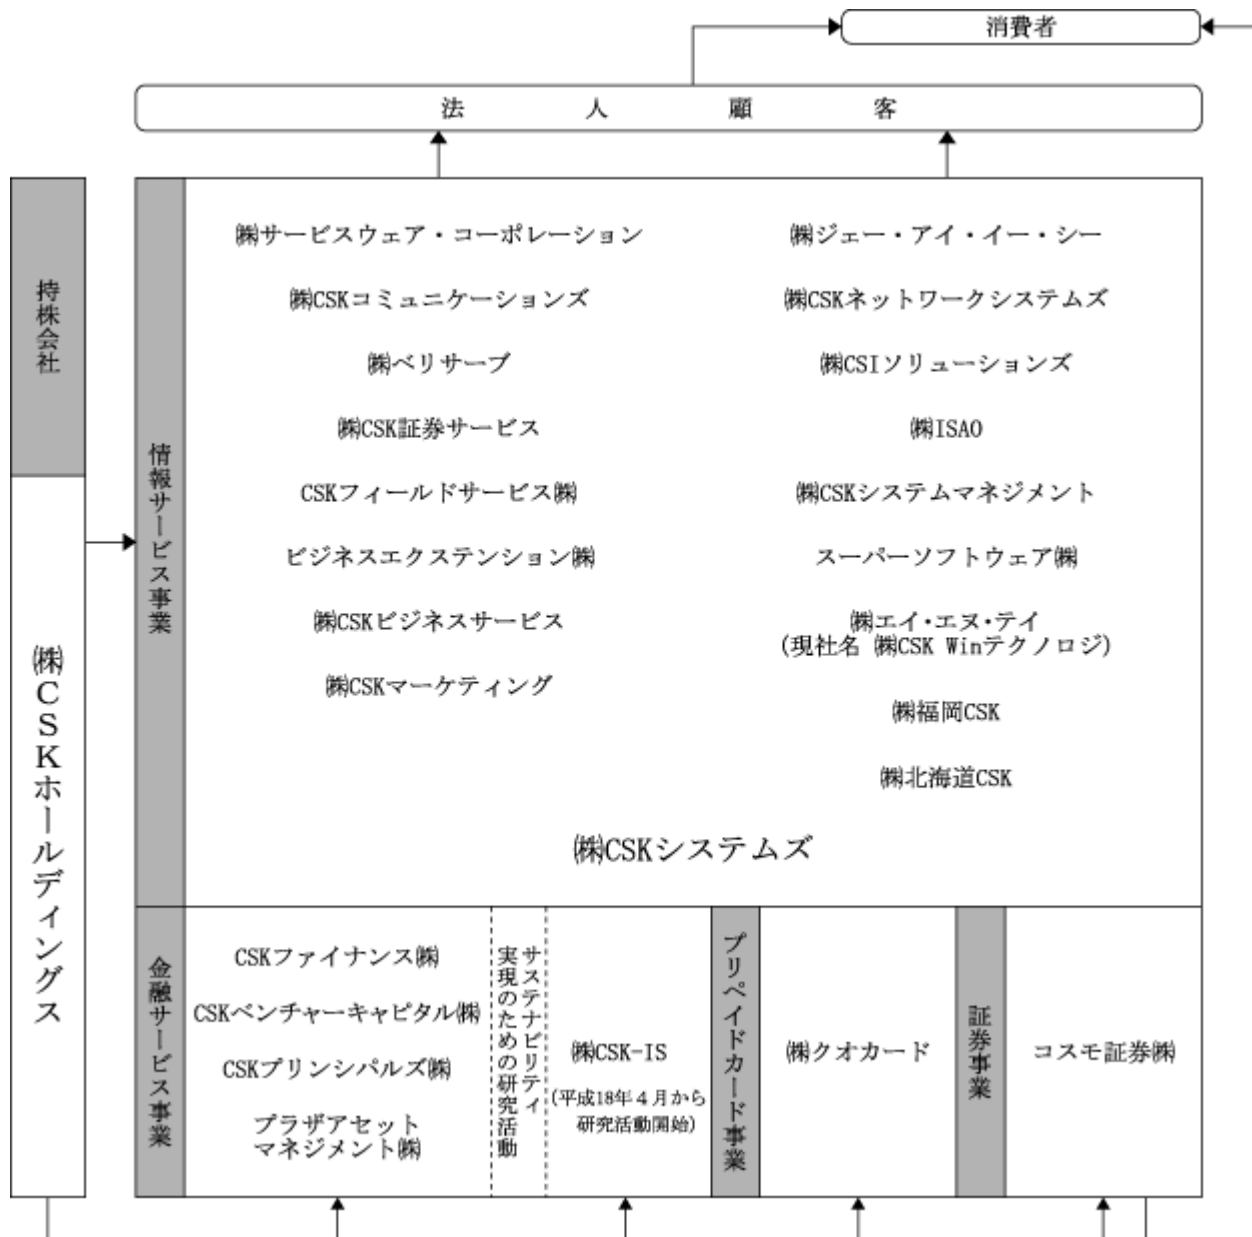 消費者
法人顧客
持株会社
㈱CSKホールディングス
情報サービス事業
㈱サービスウェア・コーポレーション
㈱CSKコミュニケーションズ
㈱ベリサーブ
㈱CSK証券サービス
CSKフィールドサービス㈱
ビジネスエクステンション㈱
㈱CSKビジネスサービス
㈱CSKマーケティング
㈱ジェー・アイ・イー・シー
㈱CSKネットワークシステムズ
㈱CSIソリューションズ
㈱ISAO
㈱CSKシステムマネジメント
スーパーソフトウェア㈱
㈱エイ・エヌ・テイ
(現社名 ㈱CSK Winテクノロジ)
㈱福岡CSK
㈱北海道CSK
㈱CSKシステムズ
金融サービス事業
CSKファイナンス㈱
CSKベンチャーキャピタル㈱
CSKプリンシパルズ㈱
プラザアセット
マネジメント㈱
サステナビリティ
実現のための研究活動
㈱CSK-IS
(平成18年４月から
研究活動開始)
プリペイドカード事業
㈱クオカード
証券事業
コスモ証券㈱